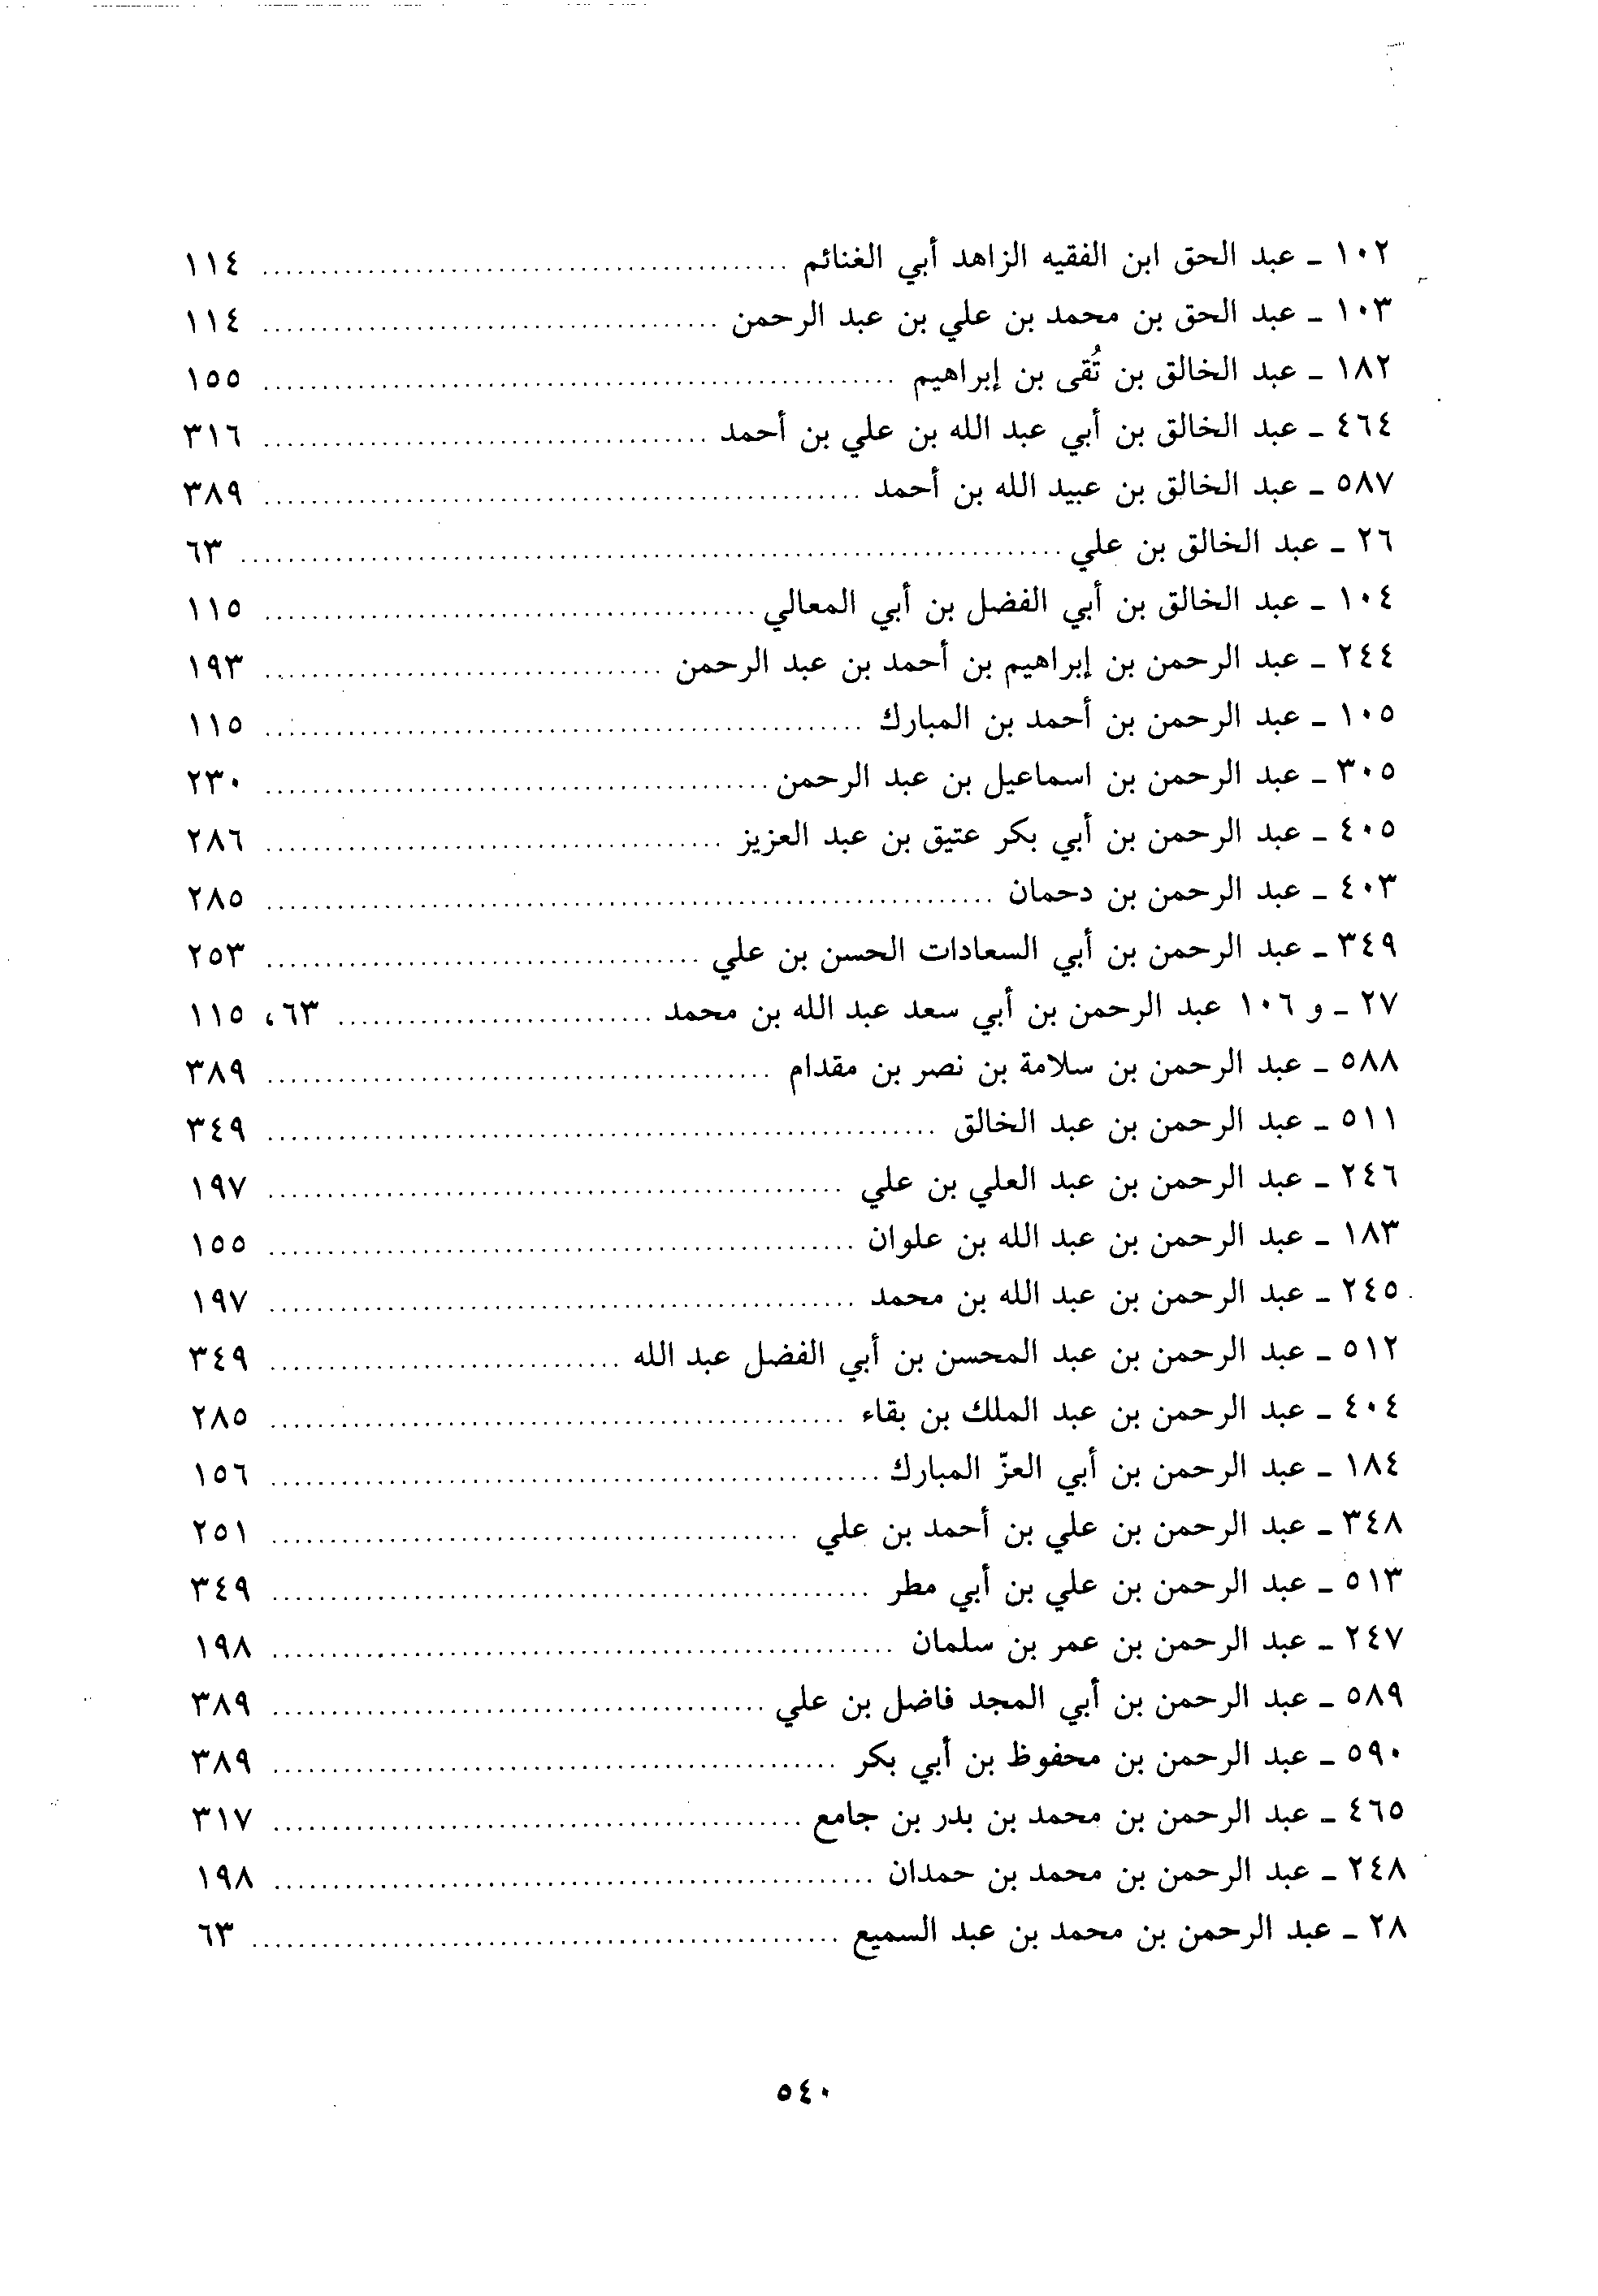 ١٠٢ ـ عبد الحق ابن الفقيه الزاهد أبي الغنائم ........ ١١٤
١٠٣ ـ عبد الحق بن محمد بن علي بن عبد الرحمن ........ ١١٤
١٨٢ ـ عبد الخالق بن تُقى بن إبراهيم ........ ١٥٥
٤٦٤ ـ عبد الخالق بن أبي عبد الله بن علي بن أحمد ........ ٣١٦
٥٨٧ ـ عبد الخالق بن عبيد الله بن أحمد ........ ٣٨٩
٢٦ ـ عبد الخالق بن علي ........ ٦٣
١٠٤ ـ عبد الخالق بن أبي الفضل بن أبي المعالي ........ ١١٥
٢٤٤ ـ عبد الرحمن بن إبراهيم بن أحمد بن عبد الرحمن ........ ١٩٣
١٠٥ ـ عبد الرحمن بن أحمد بن المبارك ........ ١١٥
٣٠٥ ـ عبد الرحمن بن اسماعيل بن عبد الرحمن ........ ٢٣٠
٤٠٥ ـ عبد الرحمن بن أبي بكر عتيق بن عبد العزيز ........ ٢٨٦
٤٠٣ ـ عبد الرحمن بن دحمان ........ ٢٨٥
٣٤٩ ـ عبد الرحمن بن أبي السعادات الحسن بن علي ........ ٢٥٣
٢٧ ـ و ١٠٦ عبد الرحمن بن أبي سعد عبد الله بن محمد ........ ٦٣، ١١٥
٥٨٨ ـ عبد الرحمن بن سلامة بن نصر بن مقدام ........ ٣٨٩
٥١١ ـ عبد الرحمن بن عبد الخالق ........ ٣٤٩
٢٤٦ ـ عبد الرحمن بن عبد العلي بن علي ........ ١٩٧
١٨٣ ـ عبد الرحمن بن عبد الله بن علوان ........ ١٥٥
٢٤٥ ـ عبد الرحمن بن عبد الله بن محمد ........ ١٩٧
٥١٢ ـ عبد الرحمن بن عبد المحسن بن أبي الفضل عبد الله ........ ٣٤٩
٤٠٤ ـ عبد الرحمن بن عبد الملك بن بقاء ........ ٢٨٥
١٨٤ ـ عبد الرحمن بن أبي العزّ المبارك ........ ١٥٦
٣٤٨ ـ عبد الرحمن بن علي بن أحمد بن علي ........ ٢٥١
٥١٣ ـ عبد الرحمن بن علي بن أبي مطر ........ ٣٤٩
٢٤٧ ـ عبد الرحمن بن عمر بن سلمان ........ ١٩٨
٥٨٩ ـ عبد الرحمن بن أبي المجد فاضل بن علي ........ ٣٨٩
٥٩٠ ـ عبد الرحمن بن محفوظ بن أبي بكر ........ ٣٨٩
٤٦٥ ـ عبد الرحمن بن محمد بن بدر بن جامع ........ ٣١٧
٢٤٨ ـ عبد الرحمن بن محمد بن حمدان ........ ١٩٨
٢٨ ـ عبد الرحمن بن محمد بن عبد السميع ........ ٦٣
٥٤٠